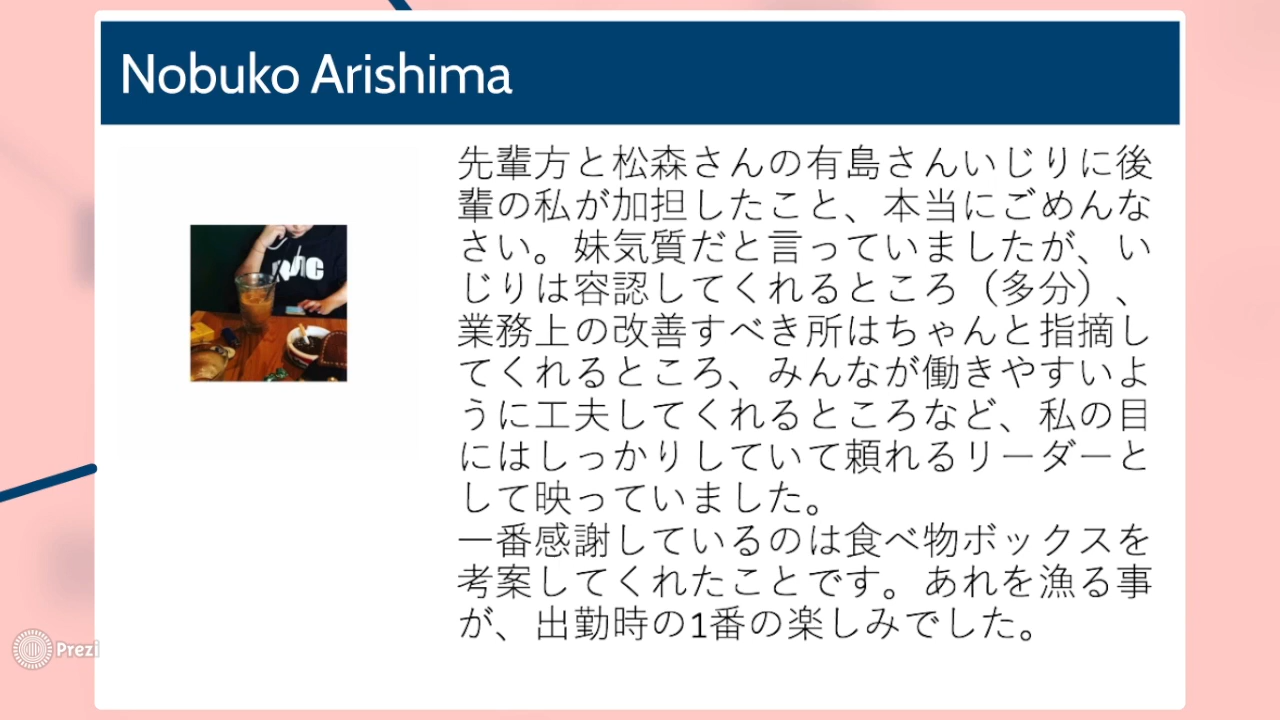 Nobuko Arishima
先輩方と松森さんの有島さんいじりに後
輩の私が加担したこと、本当にごめんな
さい。妹気質だと言っていましたが、い
じりは容認してくれるところ（多分）、
業務上の改善すべき所はちゃんと指摘し
てくれるところ、みんなが働きやすいよ
うに工夫してくれるところなど、私の目
にはしっかりしていて頼れるリーダーと
して映っていました。
一番感謝しているのは食べ物ボックスを
考案してくれたことです。あれを漁る事
が、出勤時の1番の楽しみでした。
Prezi